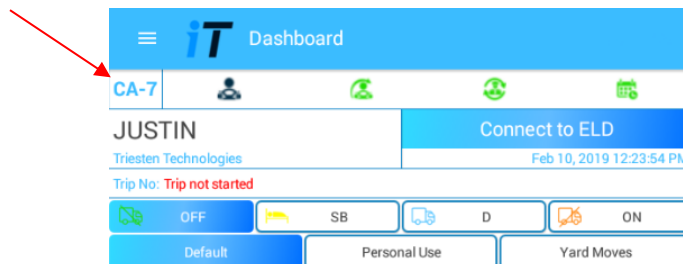 iT Dashboard
CA-7
JUSTIN
Connect to ELD
Triesten Technologies
Feb 10, 2019 12:23:54 PM
Trip No: Trip not started
OFF SB D ON
Default Personal Use Yard Moves